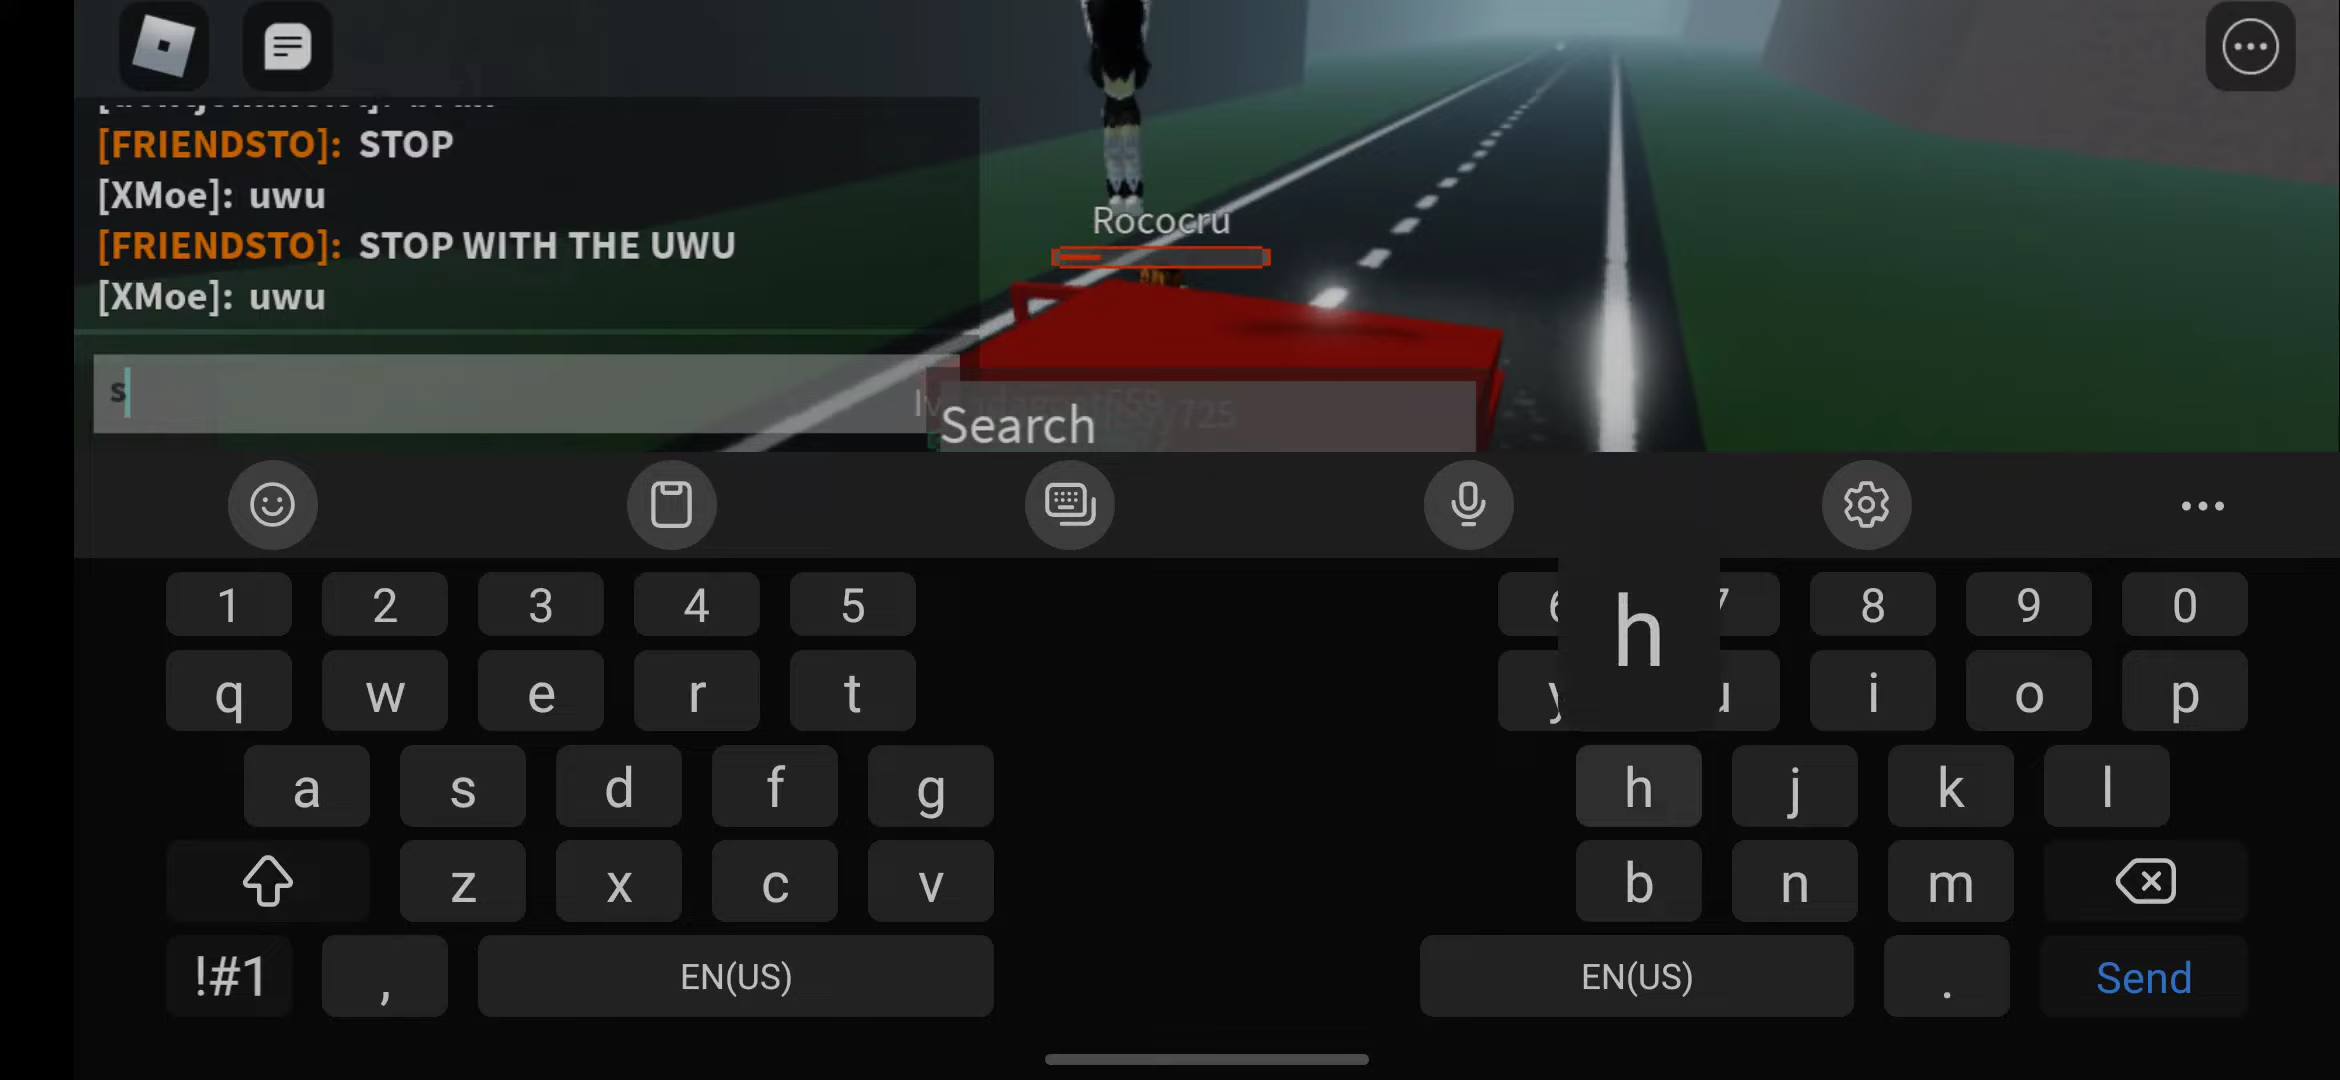 [FRIENDSTO]: STOP
[XMoe]: uwu
[FRIENDSTO]: STOP WITH THE UWU
[XMoe]: uwu
Rococru
s
Search
1 2 3 4 5 8 9 0
h
q w e r t y u i o p
a s d f g h j k l
z x c v b n m
!#1 , EN(US) EN(US) . Send